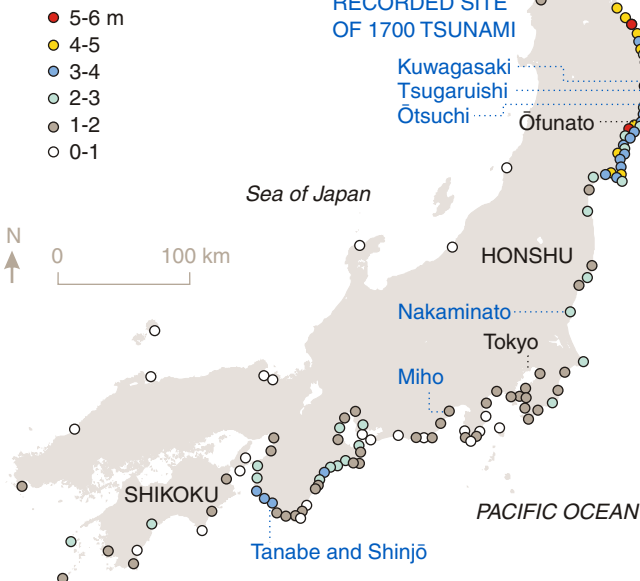 RECORDED SITE
OF 1700 TSUNAMI
5-6 m
4-5
3-4
2-3
1-2
0-1
Kuwagasaki
Tsugaruishi
Ōtsuchi
Ōfunato
Sea of Japan
N
0 100 km
HONSHU
Nakaminato
Tokyo
Miho
SHIKOKU
PACIFIC OCEAN
Tanabe and Shinjō